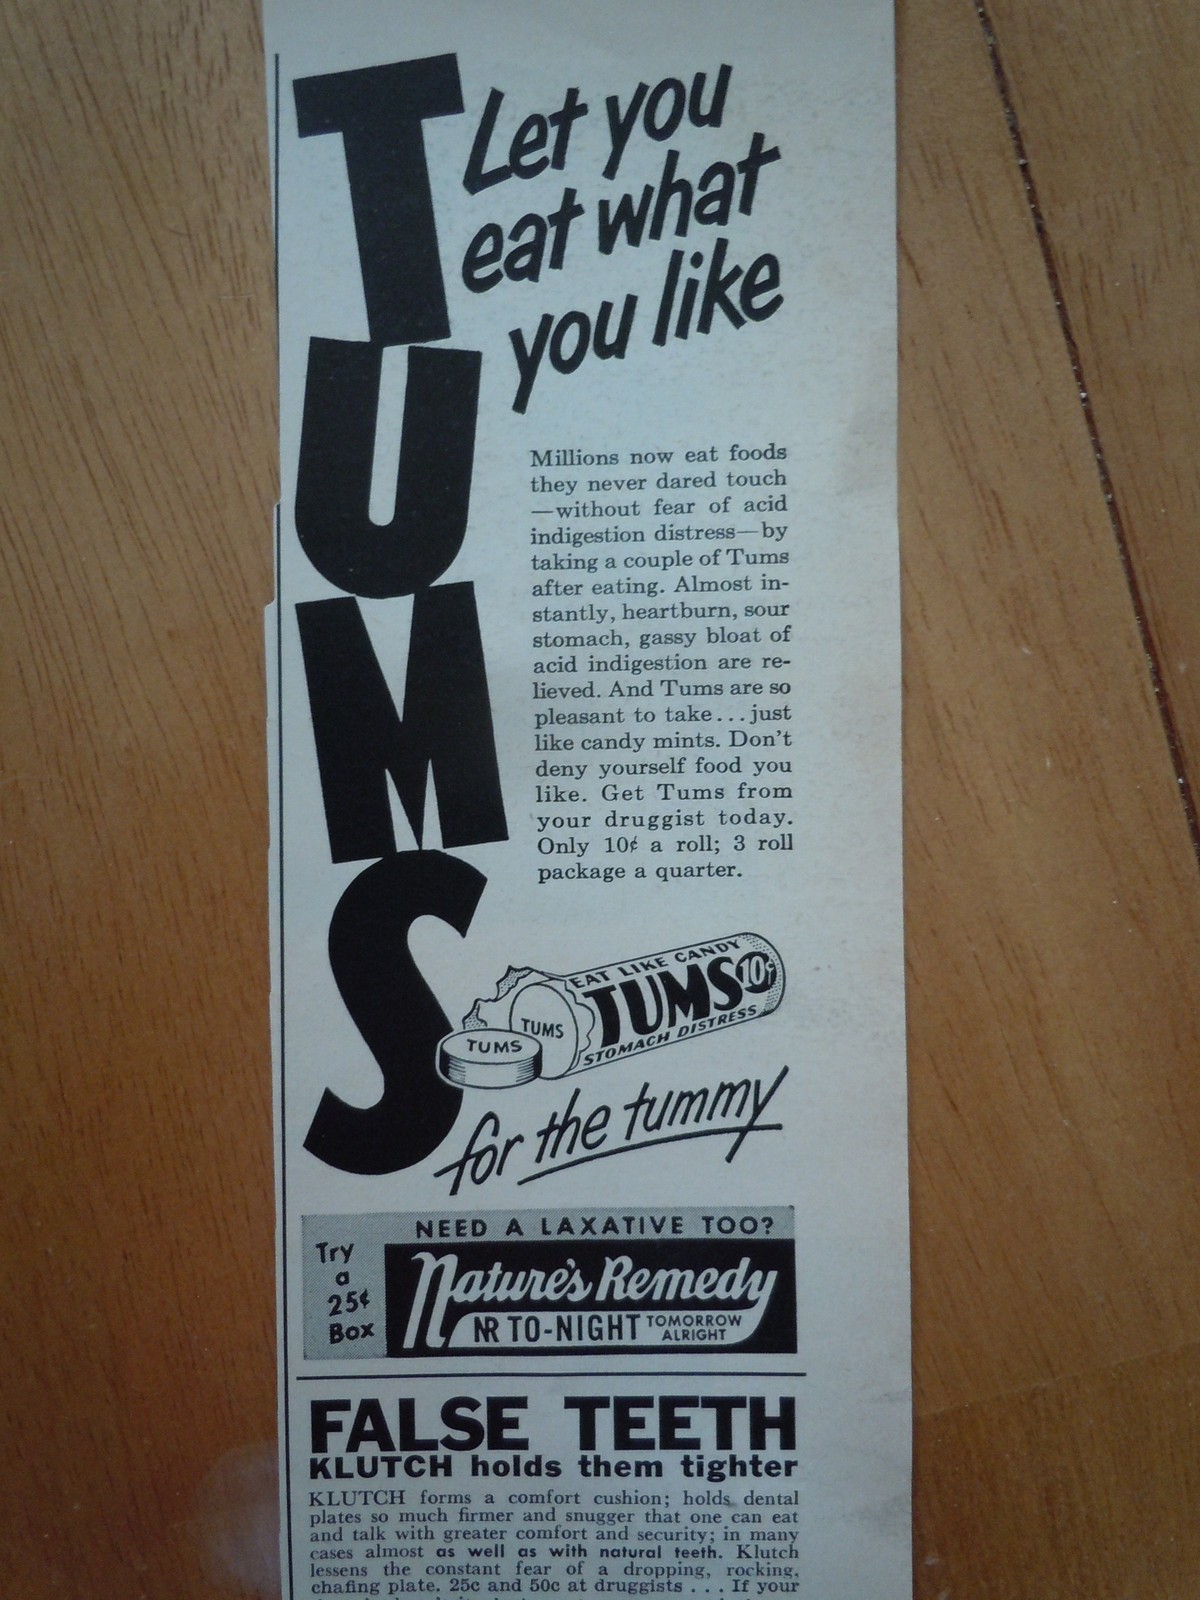 TUMS
Let you
eat what
you like
Millions now eat foods
they never dared touch
—without fear of acid
indigestion distress—by
taking a couple of Tums
after eating. Almost in-
stantly, heartburn, sour
stomach, gassy bloat of
acid indigestion are re-
lieved. And Tums are so
pleasant to take...just
like candy mints. Don't
deny yourself food you
like. Get Tums from
your druggist today.
Only 10¢ a roll; 3 roll
package a quarter.
EAT LIKE CANDY
TUMS 10¢
STOMACH DISTRESS
TUMS
TUMS
for the tummy
NEED A LAXATIVE TOO?
Try
a
25¢
Box
Nature's Remedy
NR TO-NIGHT TOMORROW
ALRIGHT
FALSE TEETH
KLUTCH holds them tighter
KLUTCH forms a comfort cushion; holds dental
plates so much firmer and snugger that one can eat
and talk with greater comfort and security; in many
cases almost as well as with natural teeth. Klutch
lessens the constant fear of a dropping, rocking,
chafing plate. 25c and 50c at druggists . . . If your